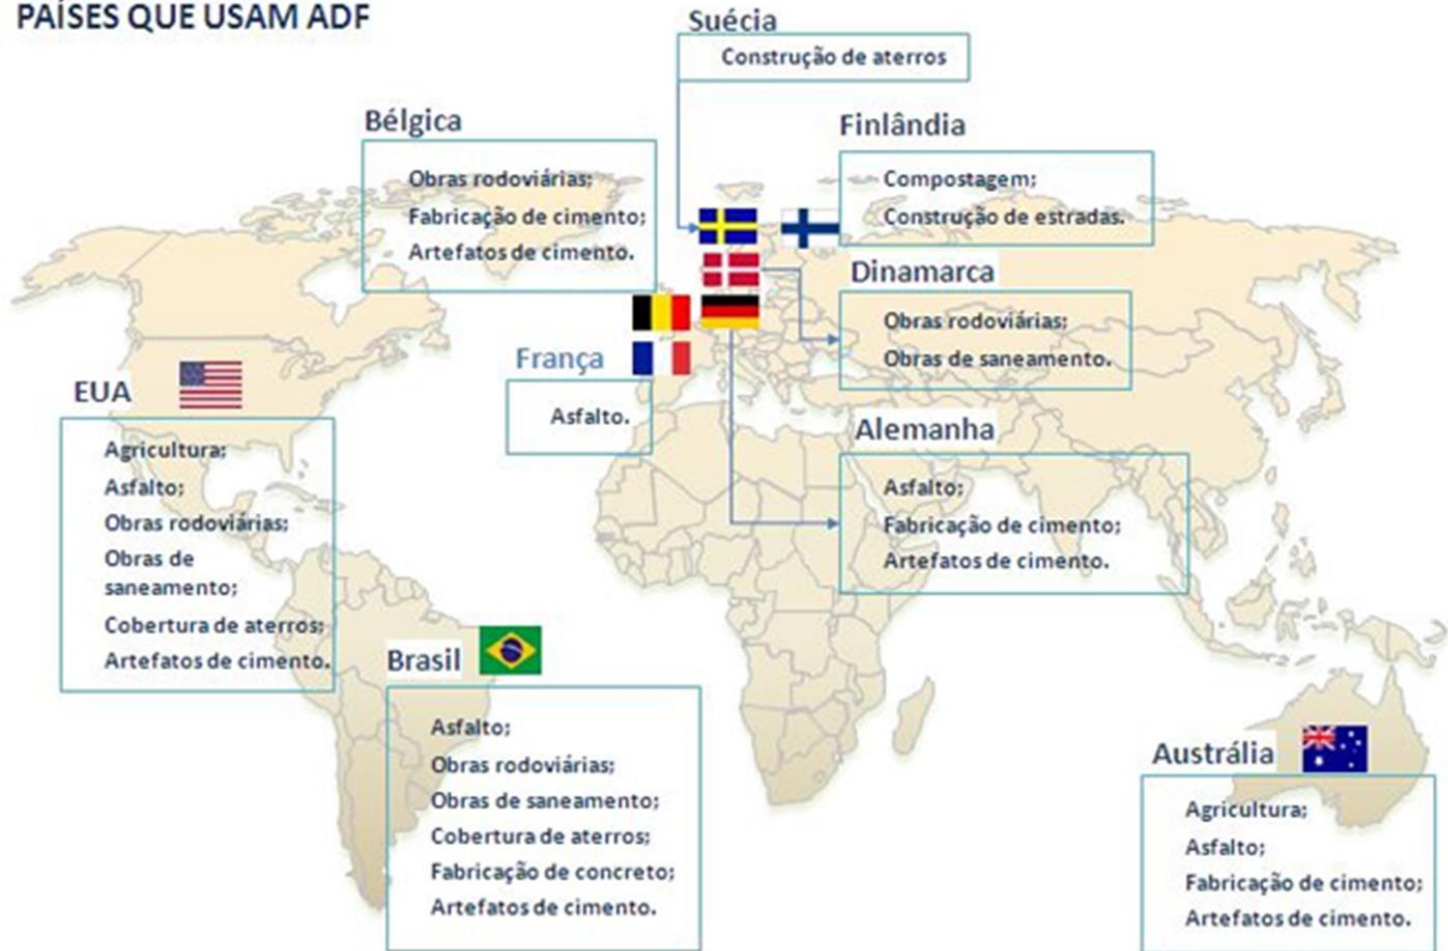 PAÍSES QUE USAM ADF
Suécia
Construção de aterros
Bélgica
Obras rodoviárias;
Fabricação de cimento;
Artefatos de cimento.
Finlândia
Compostagem;
Construção de estradas.
Dinamarca
Obras rodoviárias;
Obras de saneamento.
França
Asfalto.
EUA
Agricultura;
Asfalto;
Obras rodoviárias;
Obras de
saneamento;
Cobertura de aterros;
Artefatos de cimento.
Alemanha
Asfalto;
Fabricação de cimento;
Artefatos de cimento.
Brasil
Asfalto;
Obras rodoviárias;
Obras de saneamento;
Cobertura de aterros;
Fabricação de concreto;
Artefatos de cimento.
Austrália
Agricultura;
Asfalto;
Fabricação de cimento;
Artefatos de cimento.